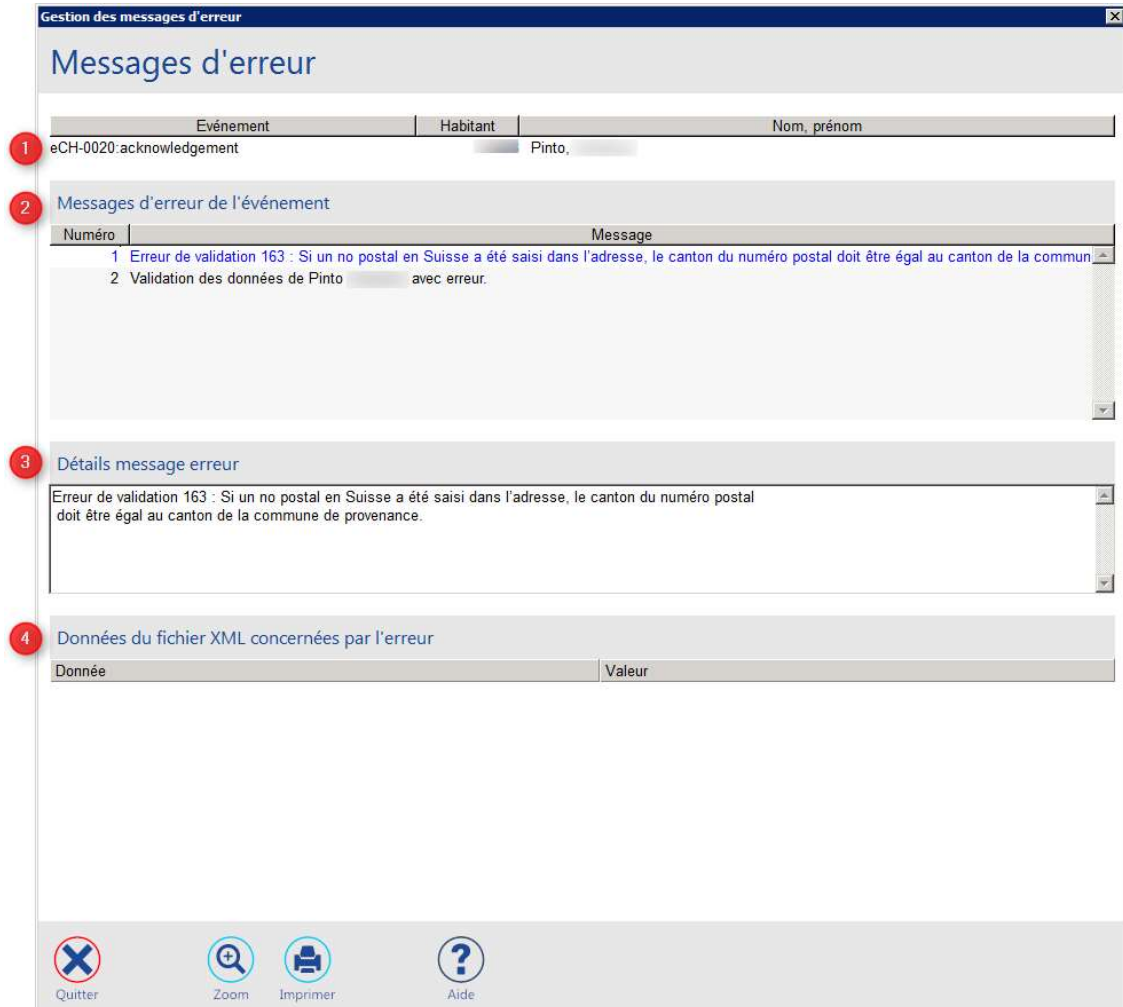 Gestion des messages d'erreur
Messages d'erreur
Evénement Habitant Nom, prénom
1 eCH-0020:acknowledgement Pinto,
2 Messages d'erreur de l'événement
Numéro Message
1 Erreur de validation 163 : Si un no postal en Suisse a été saisi dans l'adresse, le canton du numéro postal doit être égal au canton de la commun
2 Validation des données de Pinto avec erreur.
3 Détails message erreur
Erreur de validation 163 : Si un no postal en Suisse a été saisi dans l'adresse, le canton du numéro postal
doit être égal au canton de la commune de provenance.
4 Données du fichier XML concernées par l'erreur
Donnée Valeur
Quitter Zoom Imprimer Aide